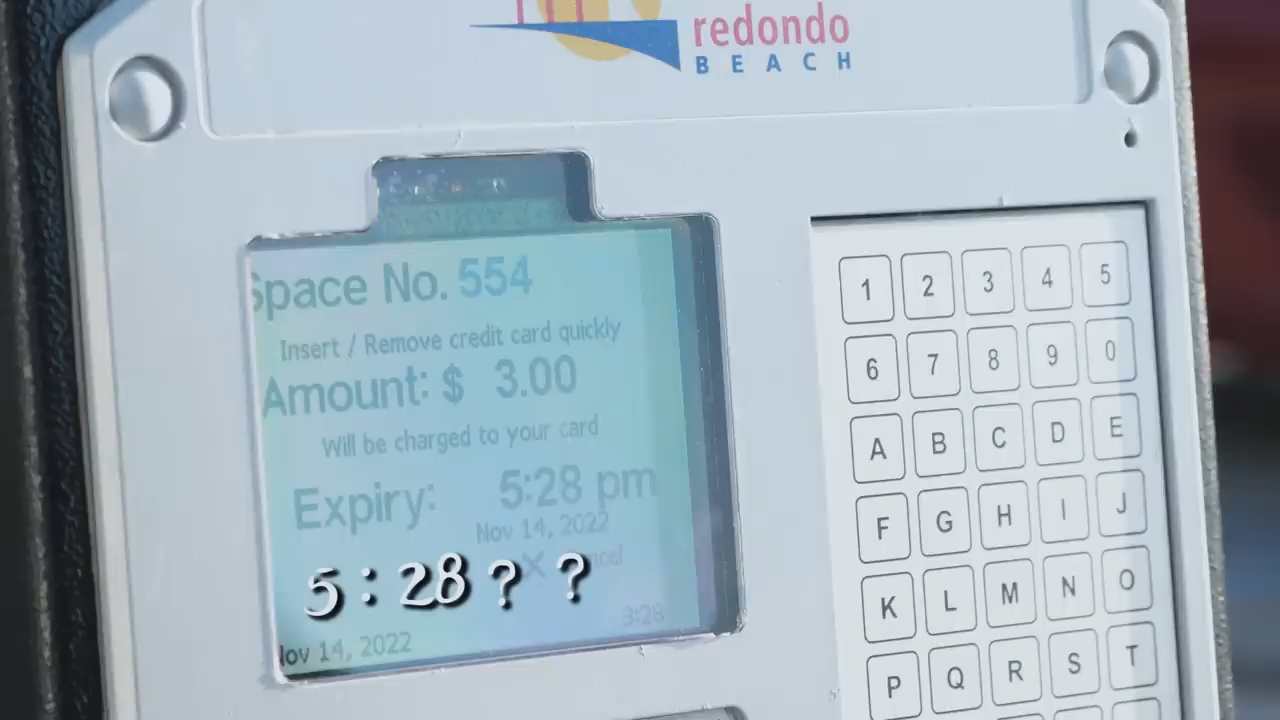 redondo
BEACH
Space No. 554
Insert / Remove credit card quickly
Amount: $ 3.00
Will be charged to your card
Expiry: 5:28 pm
Nov 14, 2022
X
5:28??
3:28
Nov 14, 2022
1 2 3 4 5
6 7 8 9 0
A B C D E
F G H I J
K L M N O
P Q R S T